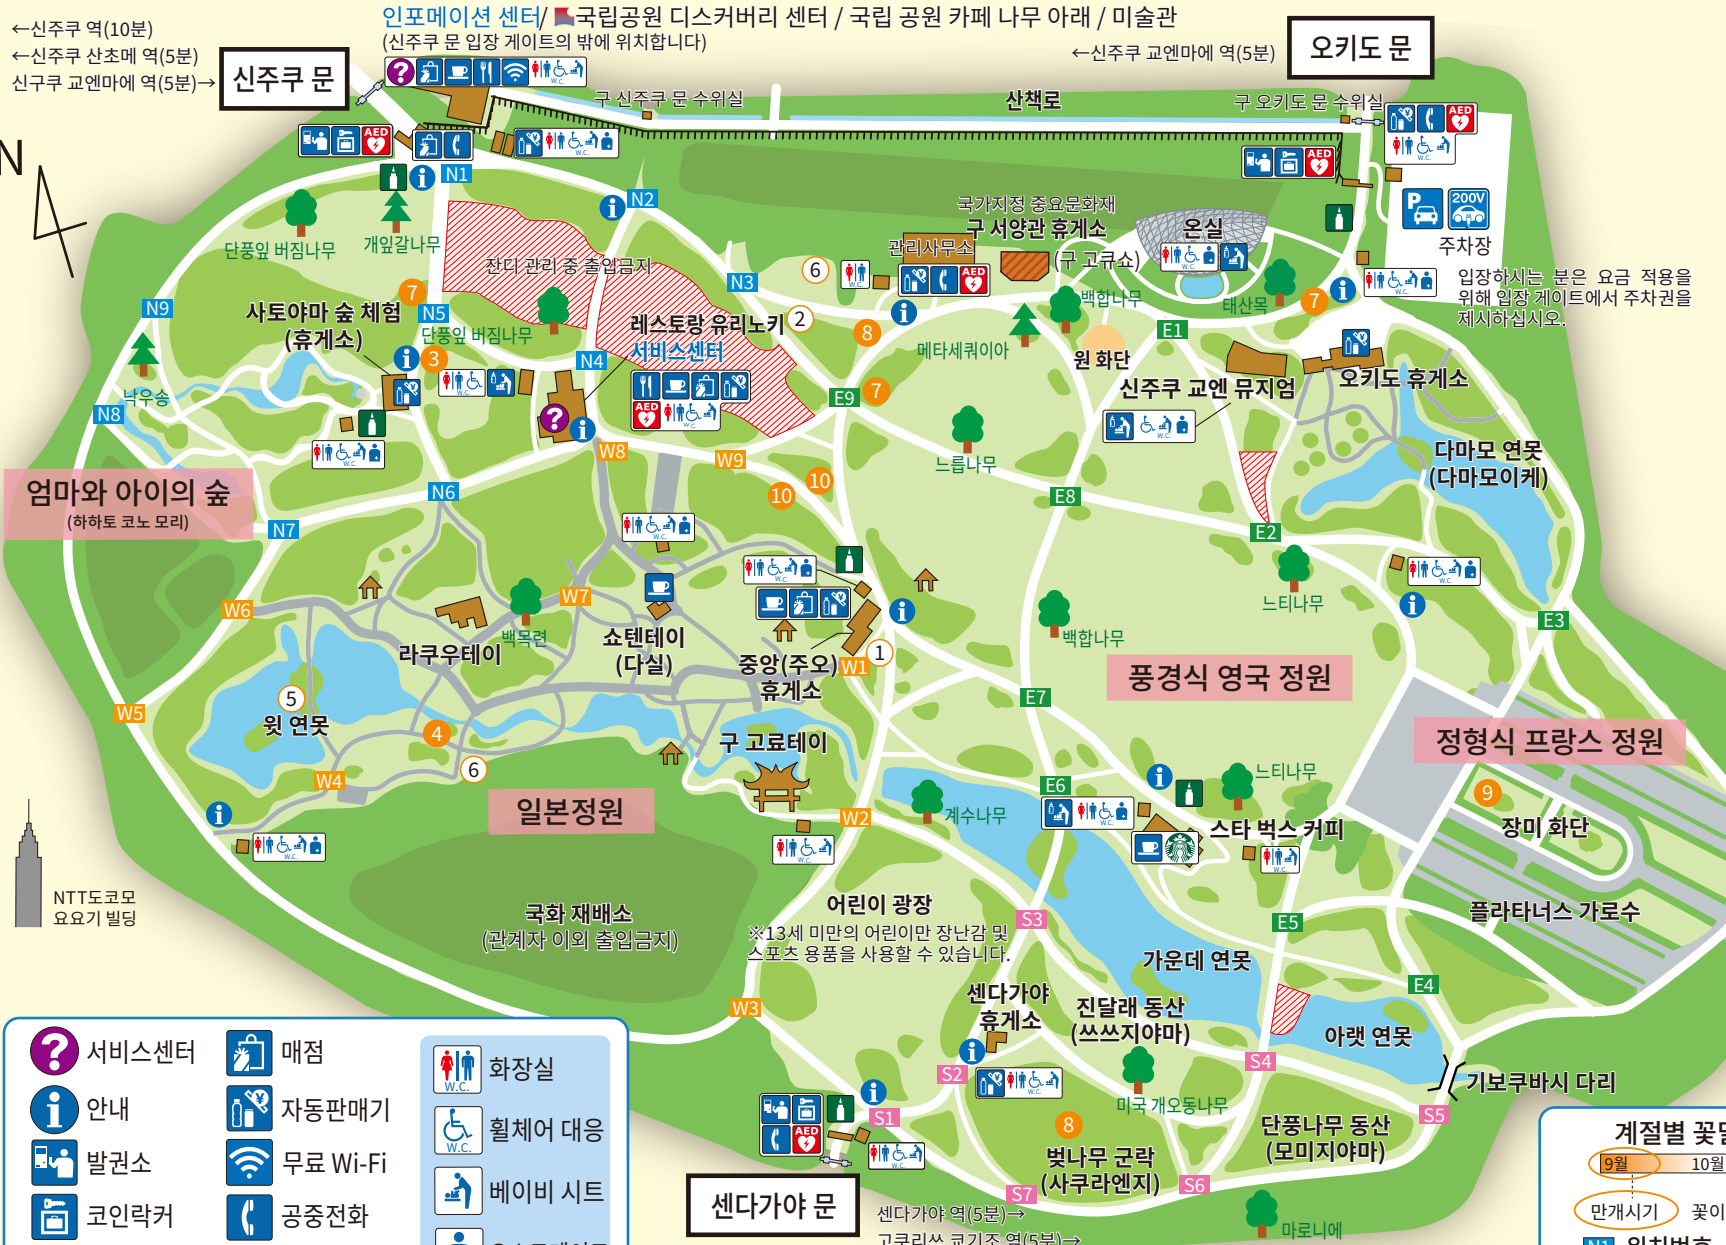 ←신주쿠 역(10분)
←신주쿠 산초메 역(5분)
신구쿠 교엔마에 역(5분)→
신주쿠 문
인포메이션 센터/ 국립공원 디스커버리 센터 / 국립 공원 카페 나무 아래 / 미술관
(신주쿠 문 입장 게이트의 밖에 위치합니다)
←신주쿠 교엔마에 역(5분)
오키도 문
구 신주쿠 문 수위실
산책로
구 오키도 문 수위실
N
W.C.
AED
N1
N2
단풍잎 버짐나무
개잎갈나무
잔디 관리 중 출입금지
국가지정 중요문화재
구 서양관 휴게소
(구 고큐쇼)
관리사무소
AED
온실
W.C.
AED
AED
W.C.
P
200V
주차장
입장하시는 분은 요금 적용을
위해 입장 게이트에서 주차권을
제시하십시오.
W.C.
N9
사토야마 숲 체험
(휴게소)
7
N5
단풍잎 버짐나무
3
W.C.
N3
6
2
레스토랑 유리노키
서비스센터
AED
W.C.
N4
8
백합나무
메타세쿼이아
원 화단
태산목
7
E1
신주쿠 교엔 뮤지엄
W.C.
오키도 휴게소
낙우송
N8
W.C.
E9
7
느릅나무
다마모 연못
(다마모이케)
엄마와 아이의 숲
(하하토 코노 모리)
N6
N7
W8
W9
10
10
E8
E2
W.C.
W.C.
W.C.
느티나무
W6
W7
백목련
라쿠우테이
쇼텐테이
(다실)
중앙(주오)
휴게소
W1
1
백합나무
E3
풍경식 영국 정원
E7
W5
5
윗 연못
4
6
W4
구 고료테이
정형식 프랑스 정원
9
장미 화단
일본정원
W2
계수나무
E6
W.C.
느티나무
스타 벅스 커피
W.C.
W.C.
W.C.
NTT도코모
요요기 빌딩
국화 재배소
(관계자 이외 출입금지)
어린이 광장
※13세 미만의 어린이만 장난감 및
스포츠 용품을 사용할 수 있습니다.
S3
E5
플라타너스 가로수
가운데 연못
E4
W3
센다가야
휴게소
진달래 동산
(쓰쓰지야마)
아랫 연못
S4
S2
W.C.
기보쿠바시 다리
미국 개오동나무
S1
AED
W.C.
8
벚나무 군락
(사쿠라엔지)
단풍나무 동산
(모미지야마)
S5
S6
S7
센다가야 문
센다가야 역(5분)→
마로니에
서비스센터
매점
화장실
W.C.
안내
자동판매기
휠체어 대응
W.C.
발권소
무료 Wi-Fi
베이비 시트
코인락커
공중전화
계절별 꽃
9월
10월
만개시기
꽃이
N1
위치번호